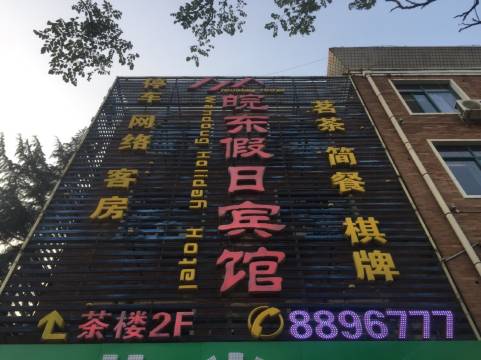 皖东假日宾馆
Wandong Holiday Hotel
停车 网络 客房
茗茶 简餐 棋牌
茶楼2F
8896777